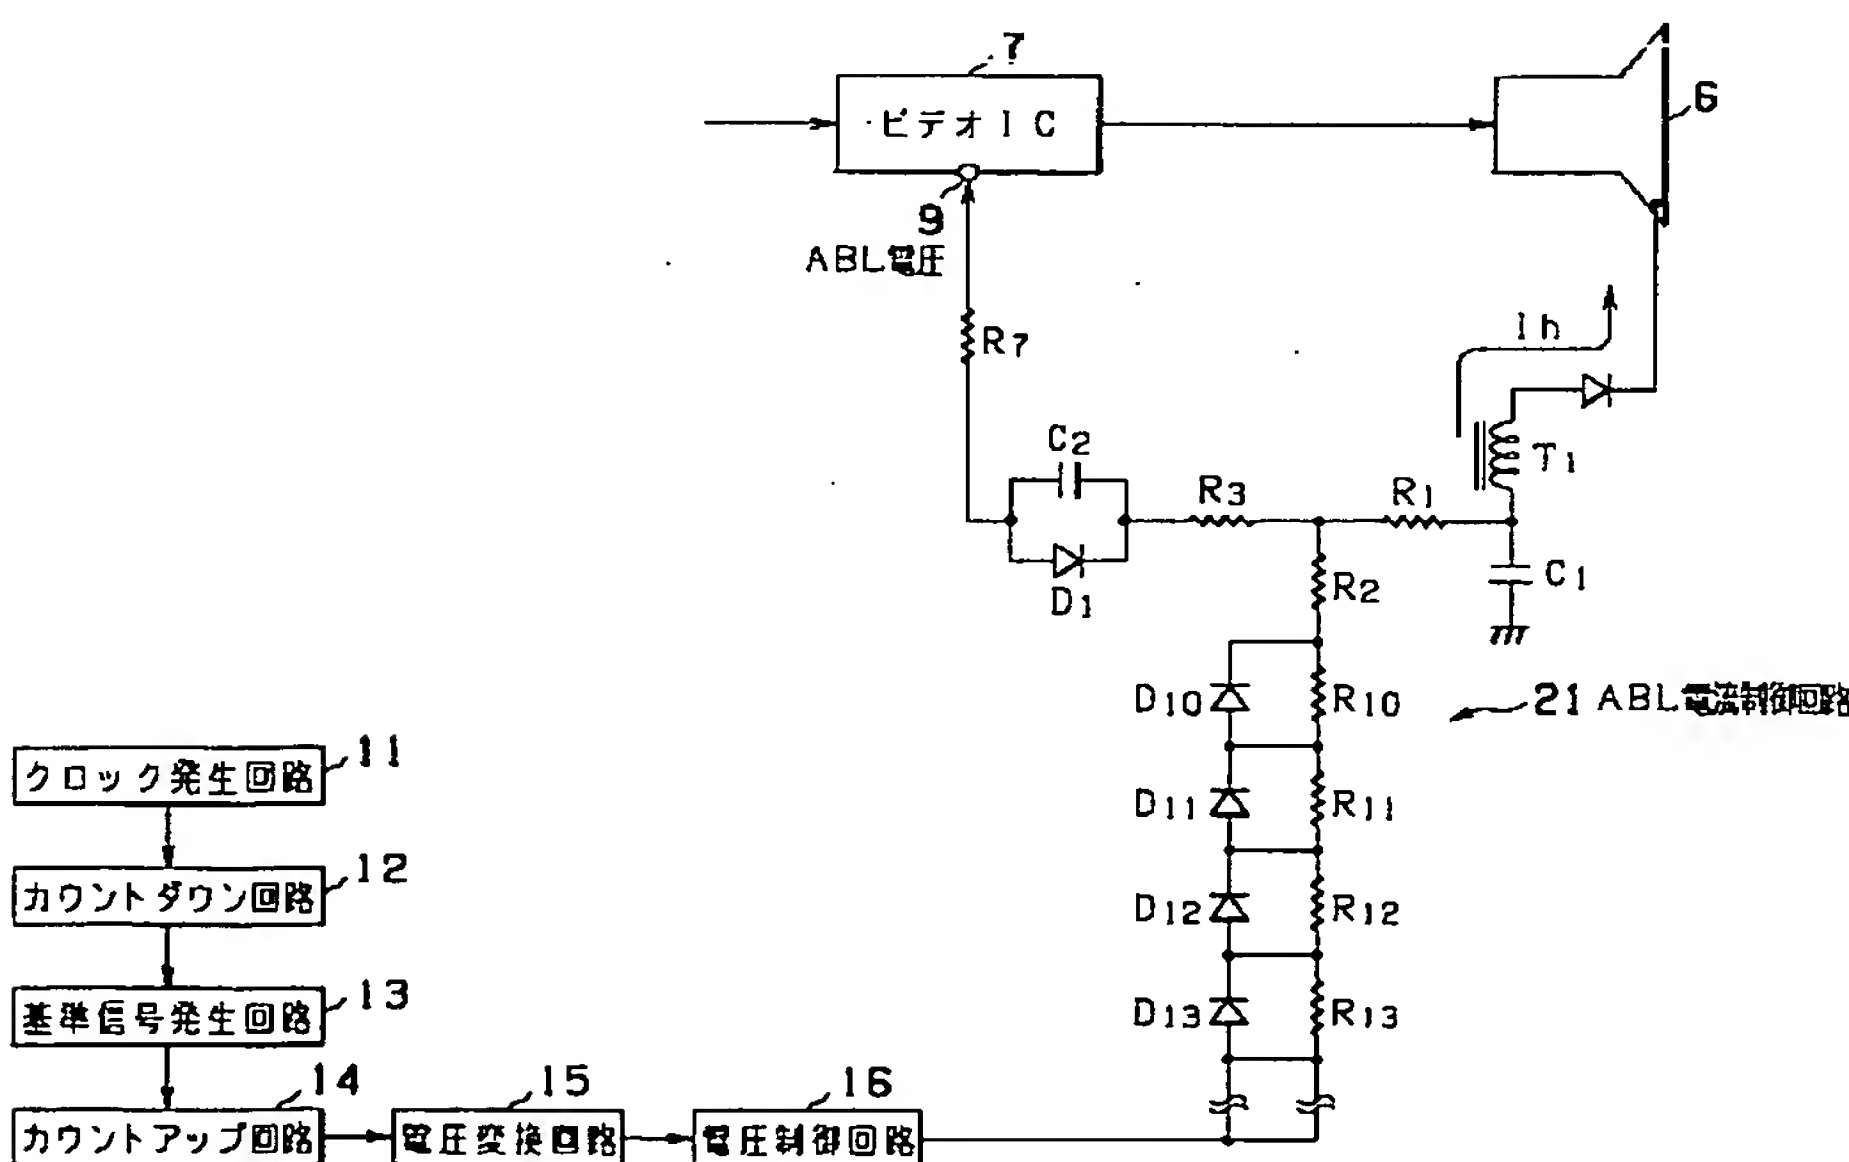 7
ビデオIC
6
9
ABL電圧
R7
Ih
C2
T1
R3
R1
D1
R2
C1
D10
R10
21 ABL電流制御回路
クロック発生回路
11
D11
R11
カウントダウン回路
12
D12
R12
基準信号発生回路
13
D13
R13
14
15
16
カウントアップ回路
電圧変換回路
電圧制御回路